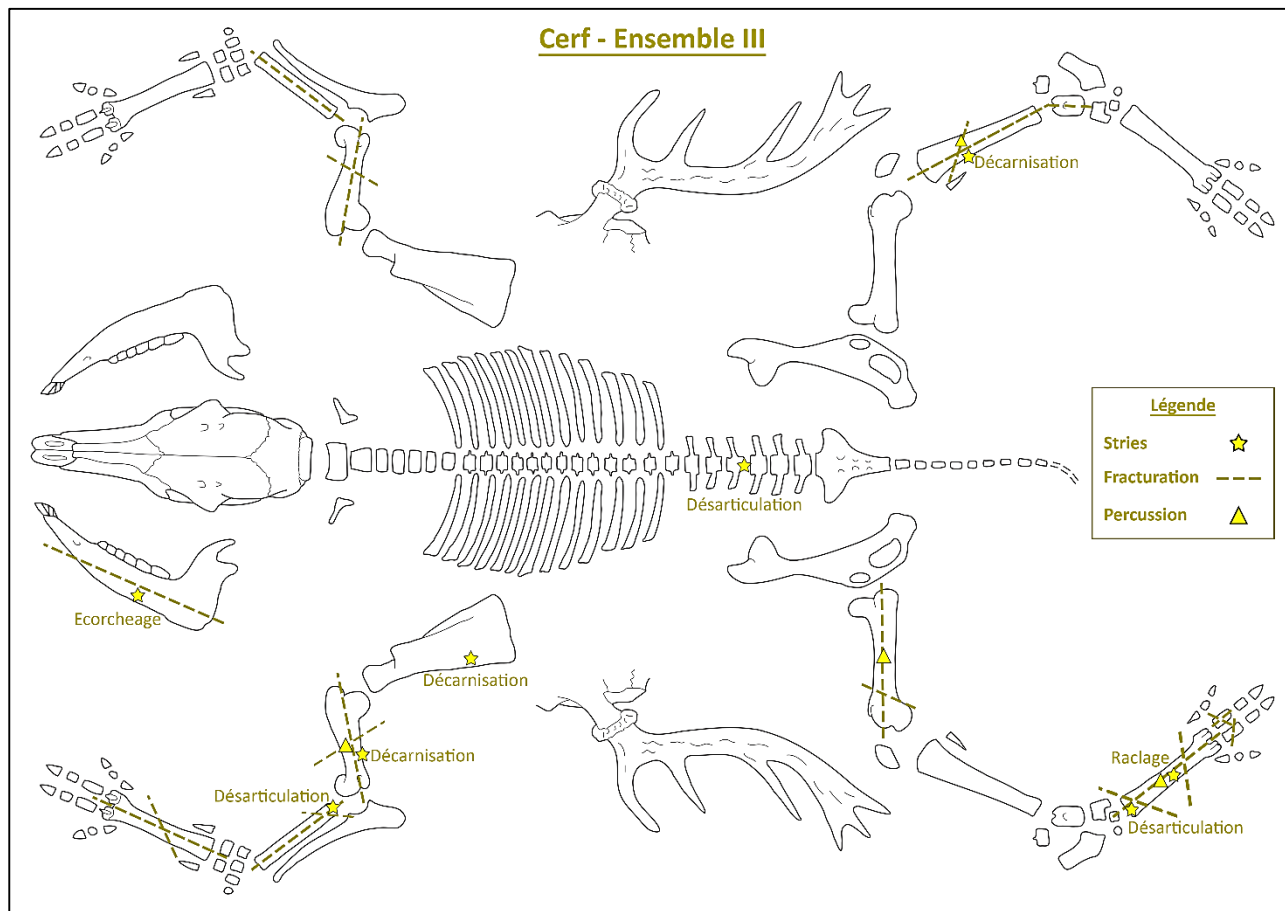 Cerf - Ensemble III
Décarnisation
Légende
Stries
Fracturation
Percussion
Désarticulation
Ecorcheage
Décarnisation
Décarnisation
Désarticulation
Raclage
Désarticulation